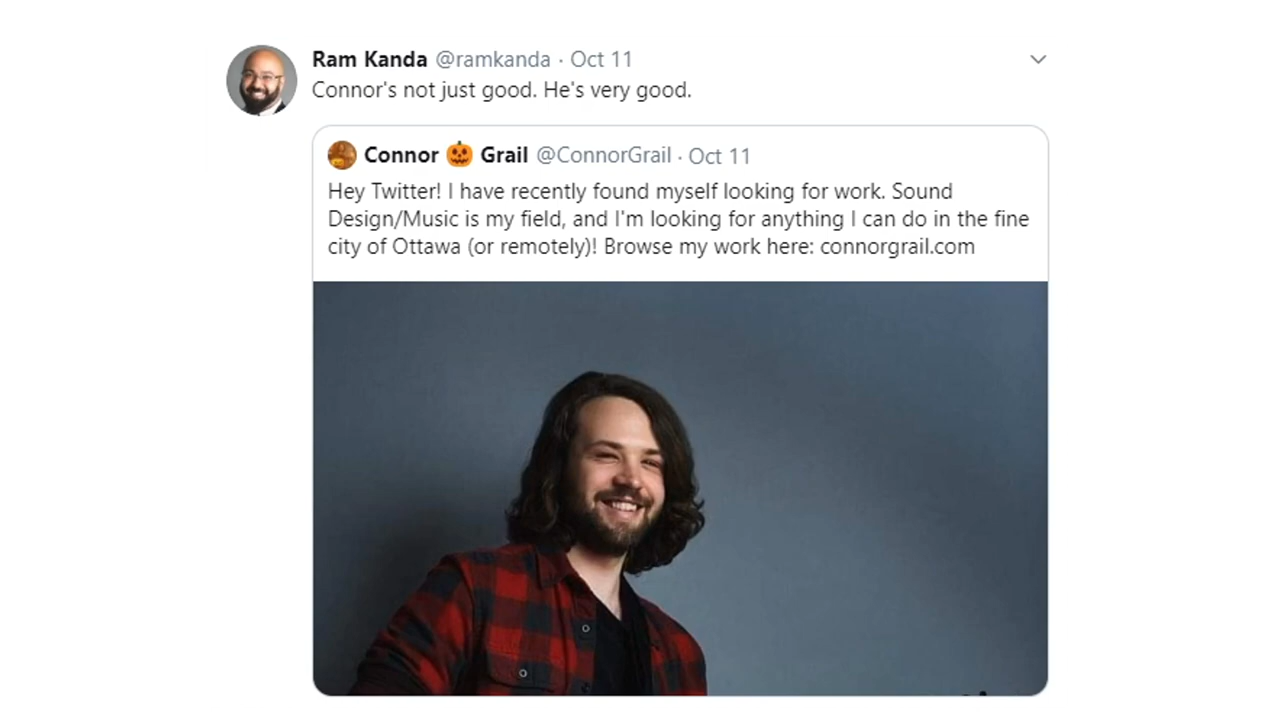 Ram Kanda @ramkanda · Oct 11
Connor's not just good. He's very good.
Connor 🎃 Grail @ConnorGrail · Oct 11
Hey Twitter! I have recently found myself looking for work. Sound
Design/Music is my field, and I'm looking for anything I can do in the fine
city of Ottawa (or remotely)! Browse my work here: connorgrail.com